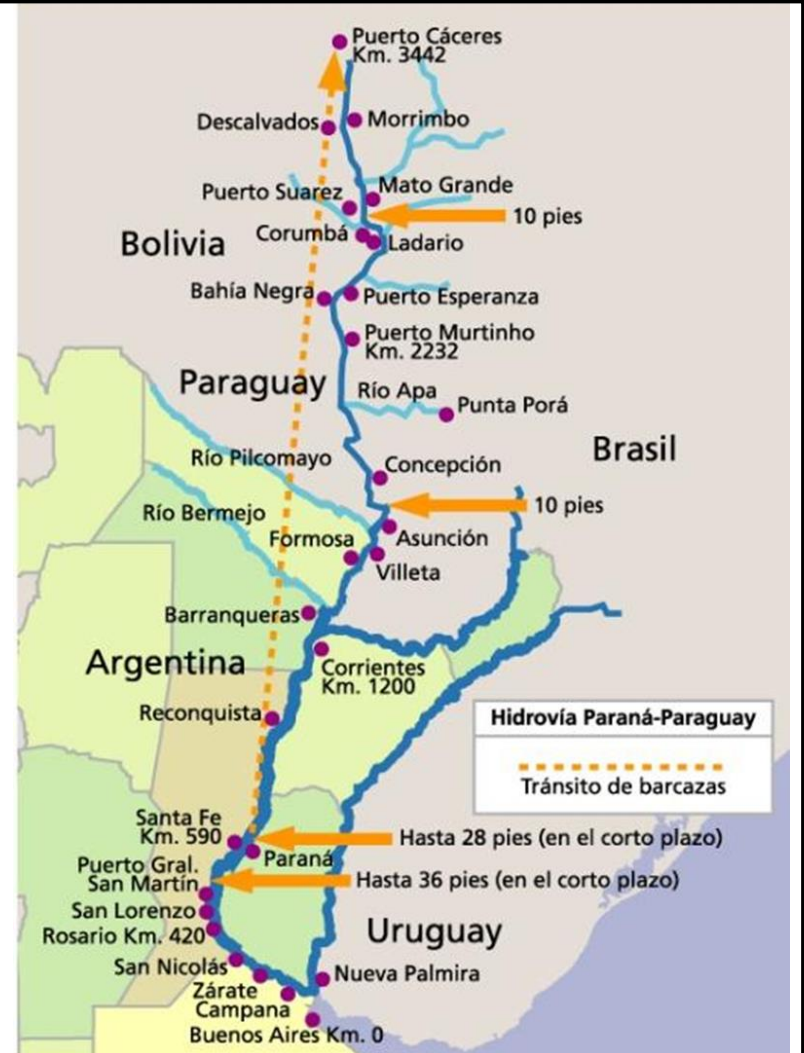 Puerto Cáceres
Km. 3442
Descalvados
Morrimbo
Puerto Suarez
Mato Grande
10 pies
Corumbá
Ladario
Bolivia
Bahía Negra
Puerto Esperanza
Puerto Murtinho
Km. 2232
Paraguay
Río Apa
Punta Porá
Brasil
Río Pilcomayo
Concepción
10 pies
Río Bermejo
Formosa
Asunción
Villeta
Barranqueras
Argentina
Corrientes
Km. 1200
Reconquista
Hidrovía Paraná-Paraguay
Tránsito de barcazas
Santa Fe
Km. 590
Hasta 28 pies (en el corto plazo)
Paraná
Puerto Gral.
San Martín
Hasta 36 pies (en el corto plazo)
San Lorenzo
Rosario Km. 420
Uruguay
San Nicolás
Nueva Palmira
Zárate
Campana
Buenos Aires Km. 0